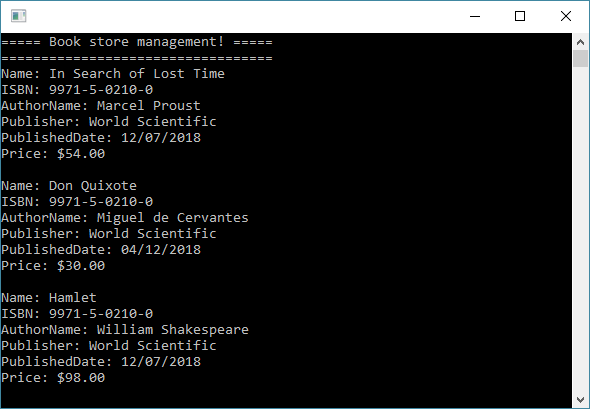 ===== Book store management! =====
==================================
Name: In Search of Lost Time
ISBN: 9971-5-0210-0
AuthorName: Marcel Proust
Publisher: World Scientific
PublishedDate: 12/07/2018
Price: $54.00
Name: Don Quixote
ISBN: 9971-5-0210-0
AuthorName: Miguel de Cervantes
Publisher: World Scientific
PublishedDate: 04/12/2018
Price: $30.00
Name: Hamlet
ISBN: 9971-5-0210-0
AuthorName: William Shakespeare
Publisher: World Scientific
PublishedDate: 12/07/2018
Price: $98.00